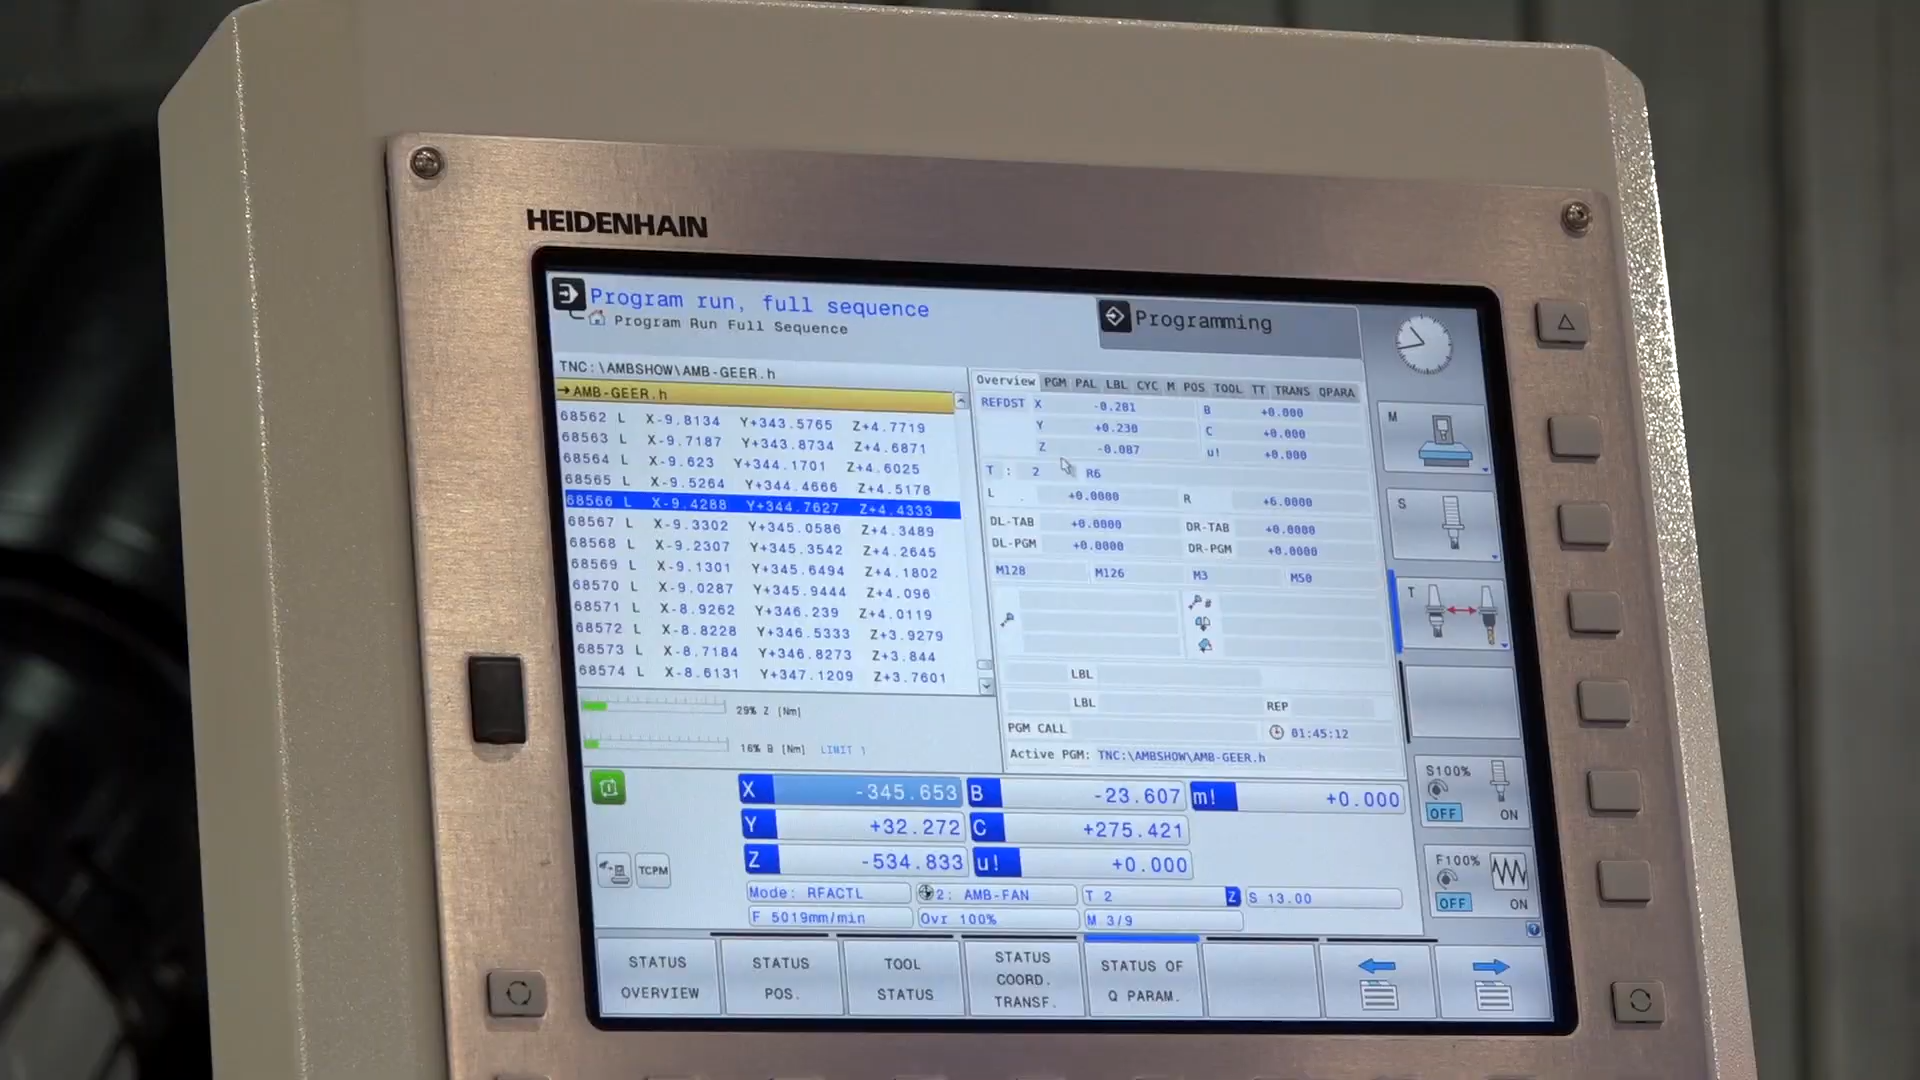 HEIDENHAIN
Program run, full sequence
Program Run Full Sequence
Programming
TNC:\AMBSHOW\AMB-GEER.h
→AMB-GEER.h
68562 L X-9.8134 Y+343.5765 Z+4.7719
68563 L X-9.7187 Y+343.8734 Z+4.6871
68564 L X-9.623 Y+344.1701 Z+4.6025
68565 L X-9.5264 Y+344.4666 Z+4.5178
68566 L X-9.4288 Y+344.7627 Z+4.4333
68567 L X-9.3302 Y+345.0586 Z+4.3489
68568 L X-9.2307 Y+345.3542 Z+4.2645
68569 L X-9.1301 Y+345.6494 Z+4.1802
68570 L X-9.0287 Y+345.9444 Z+4.096
68571 L X-8.9262 Y+346.239 Z+4.0119
68572 L X-8.8228 Y+346.5333 Z+3.9279
68573 L X-8.7184 Y+346.8273 Z+3.844
68574 L X-8.6131 Y+347.1209 Z+3.7601
29% Z [Nm]
16% B [Nm] LIMIT 1
Overview PGM PAL LBL CYC M POS TOOL TT TRANS QPARA
REFDST X -0.281 B +0.000
Y +0.230 C +0.000
Z -0.087 u! +0.000
T : 2 R6
L +0.0000 R +6.0000
DL-TAB +0.0000 DR-TAB +0.0000
DL-PGM +0.0000 DR-PGM +0.0000
M128 M126 M3 M50
#
LBL
LBL REP
PGM CALL 01:45:12
Active PGM: TNC:\AMBSHOW\AMB-GEER.h
X -345.653 B -23.607 m! +0.000
Y +32.272 C +275.421
Z -534.833 u! +0.000
TCPM
Mode: RFACTL 2: AMB-FAN T 2 Z S 13.00
F 5019mm/min Ovr 100% M 3/9
M
S
T
S100%
OFF ON
F100%
OFF ON
STATUS OVERVIEW
STATUS POS.
TOOL STATUS
STATUS COORD. TRANSF.
STATUS OF Q PARAM.